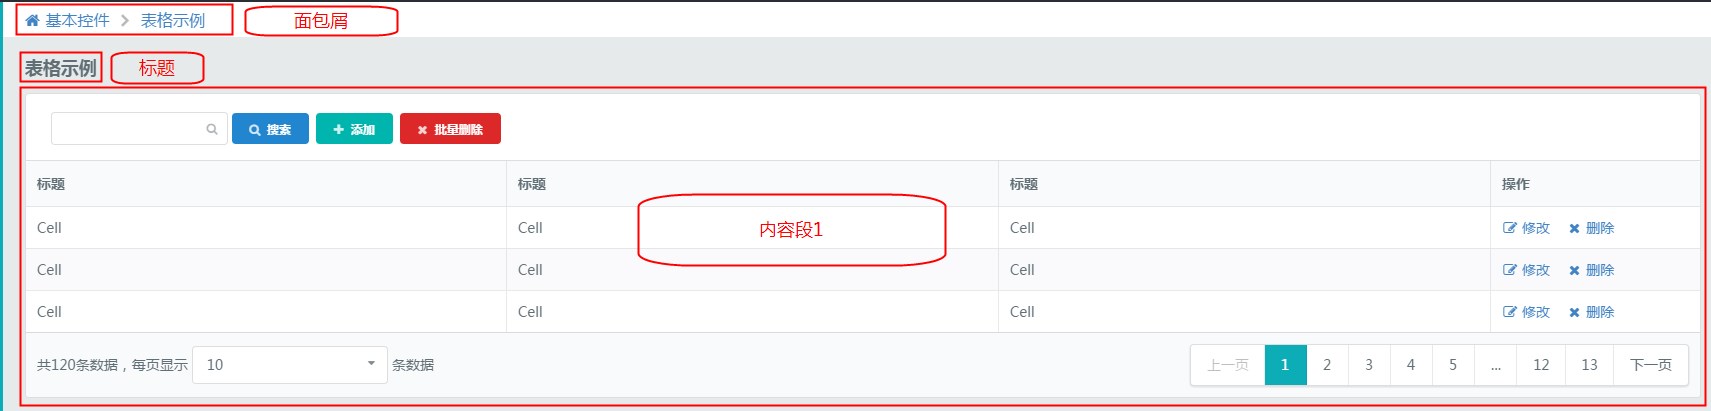 基本控件 表格示例 面包屑
表格示例 标题
搜索 添加 批量删除
标题 标题 标题 操作
内容段1
Cell Cell Cell 修改 删除
Cell Cell Cell 修改 删除
Cell Cell Cell 修改 删除
共120条数据，每页显示 10 条数据 上一页 1 2 3 4 5 ... 12 13 下一页